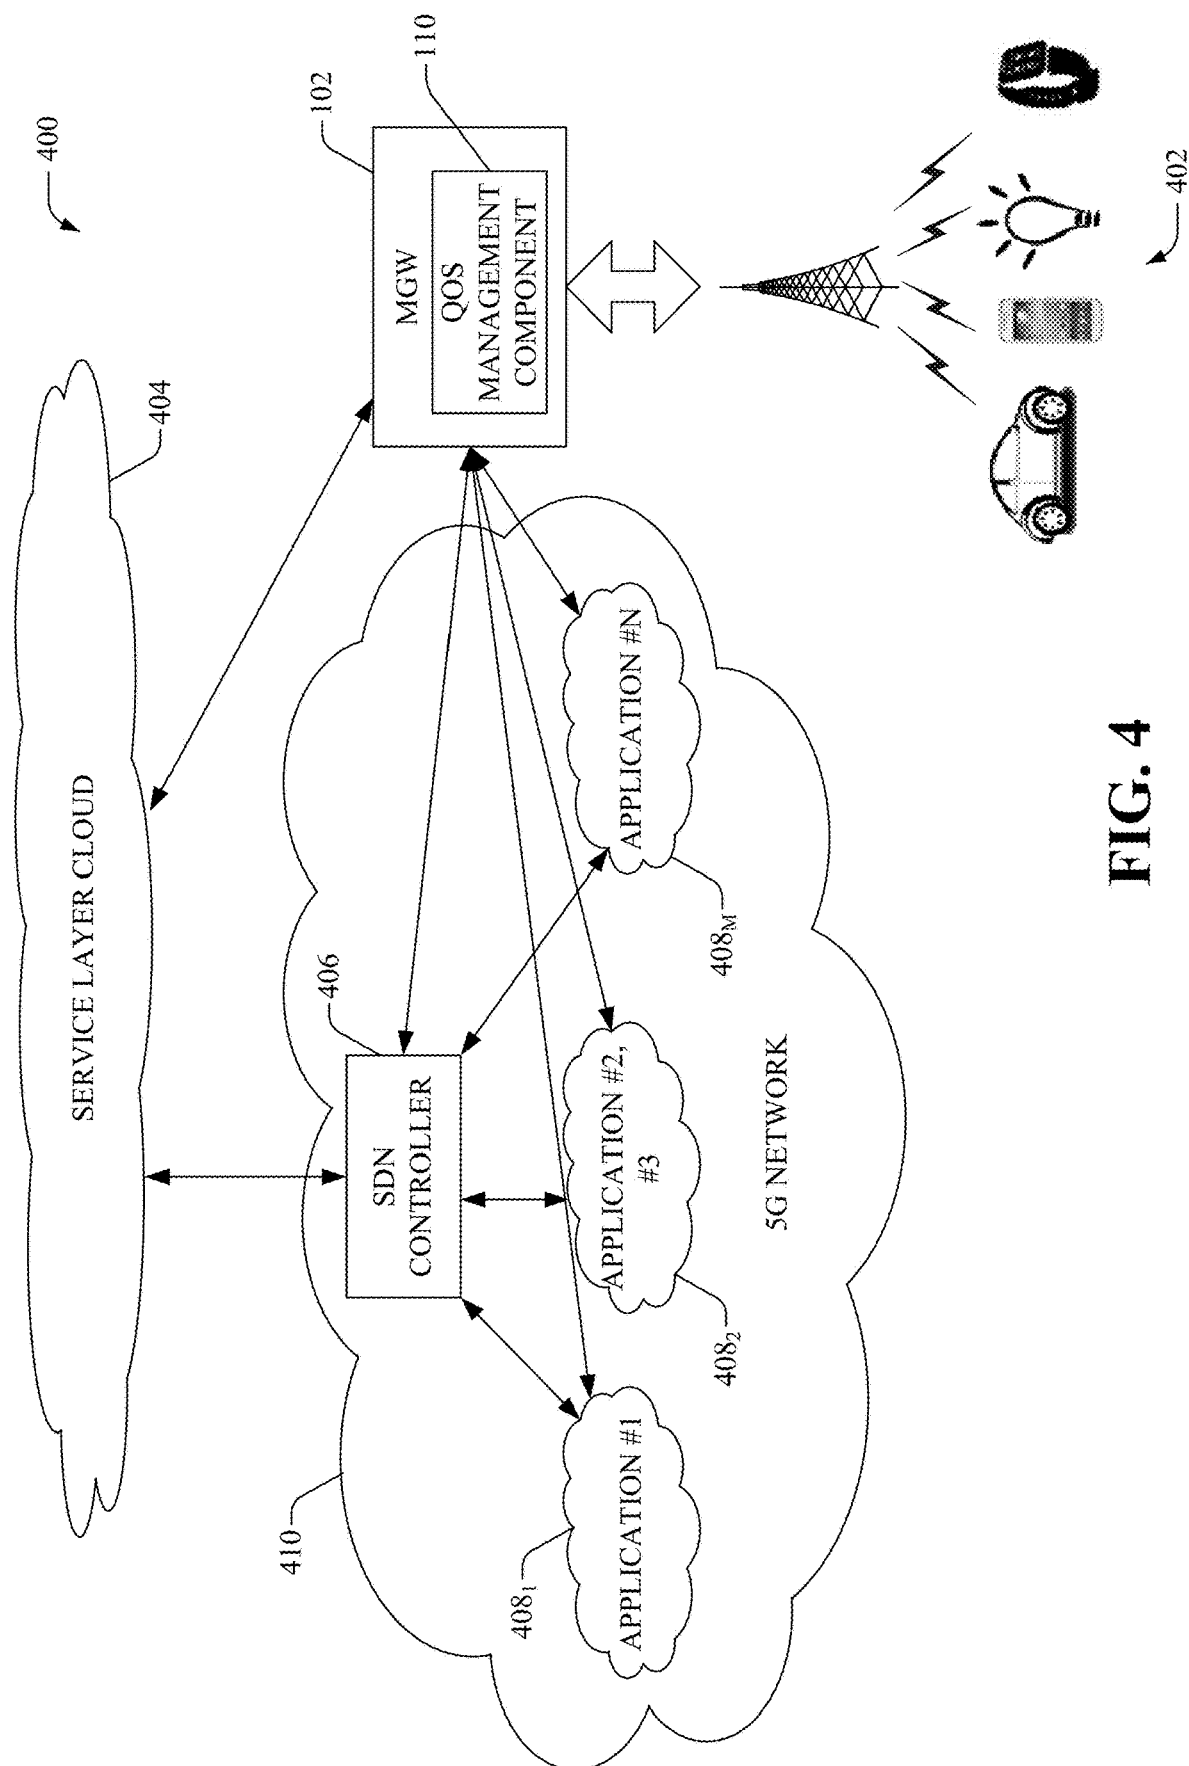 400
SERVICE LAYER CLOUD
404
102
110
MGW
QOS
MANAGEMENT
COMPONENT
410
406
SDN
CONTROLLER
408₁
APPLICATION #1
408₂
APPLICATION #2,
#3
408M
APPLICATION #N
5G NETWORK
402
FIG. 4